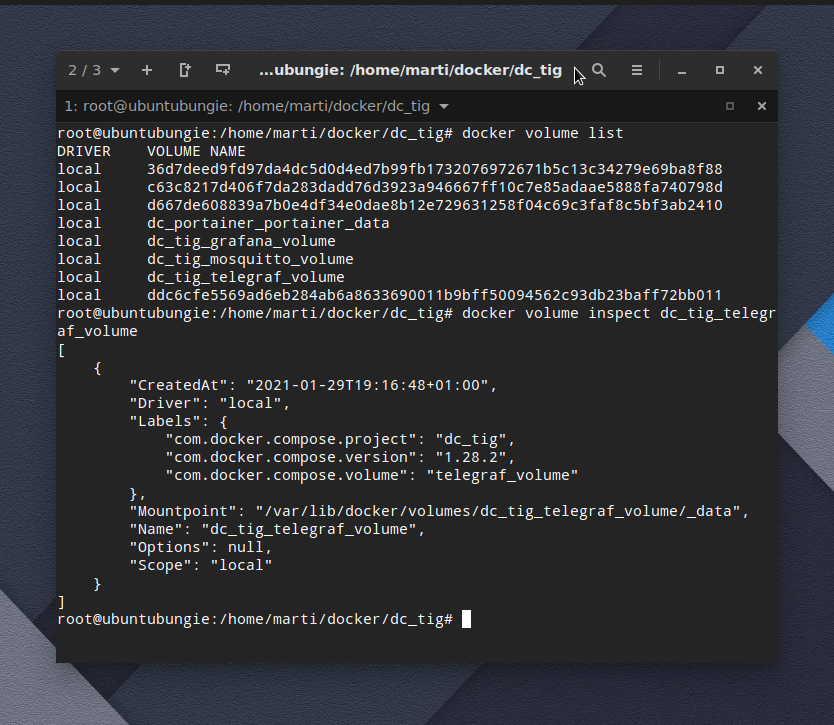 2 / 3
...ubungie: /home/marti/docker/dc_tig
1: root@ubuntubungie: /home/marti/docker/dc_tig
root@ubuntubungie:/home/marti/docker/dc_tig# docker volume list
DRIVER    VOLUME NAME
local     36d7deed9fd97da4dc5d0d4ed7b99fb1732076972671b5c13c34279e69ba8f88
local     c63c8217d406f7da283dadd76d3923a946667ff10c7e85adaae5888fa740798d
local     d667de608839a7b0e4df34e0dae8b12e729631258f04c69c3faf8c5bf3ab2410
local     dc_portainer_portainer_data
local     dc_tig_grafana_volume
local     dc_tig_mosquitto_volume
local     dc_tig_telegraf_volume
local     ddc6cfe5569ad6eb284ab6a8633690011b9bff50094562c93db23baff72bb011
root@ubuntubungie:/home/marti/docker/dc_tig# docker volume inspect dc_tig_telegr
af_volume
[
    {
        "CreatedAt": "2021-01-29T19:16:48+01:00",
        "Driver": "local",
        "Labels": {
            "com.docker.compose.project": "dc_tig",
            "com.docker.compose.version": "1.28.2",
            "com.docker.compose.volume": "telegraf_volume"
        },
        "Mountpoint": "/var/lib/docker/volumes/dc_tig_telegraf_volume/_data",
        "Name": "dc_tig_telegraf_volume",
        "Options": null,
        "Scope": "local"
    }
]
root@ubuntubungie:/home/marti/docker/dc_tig#